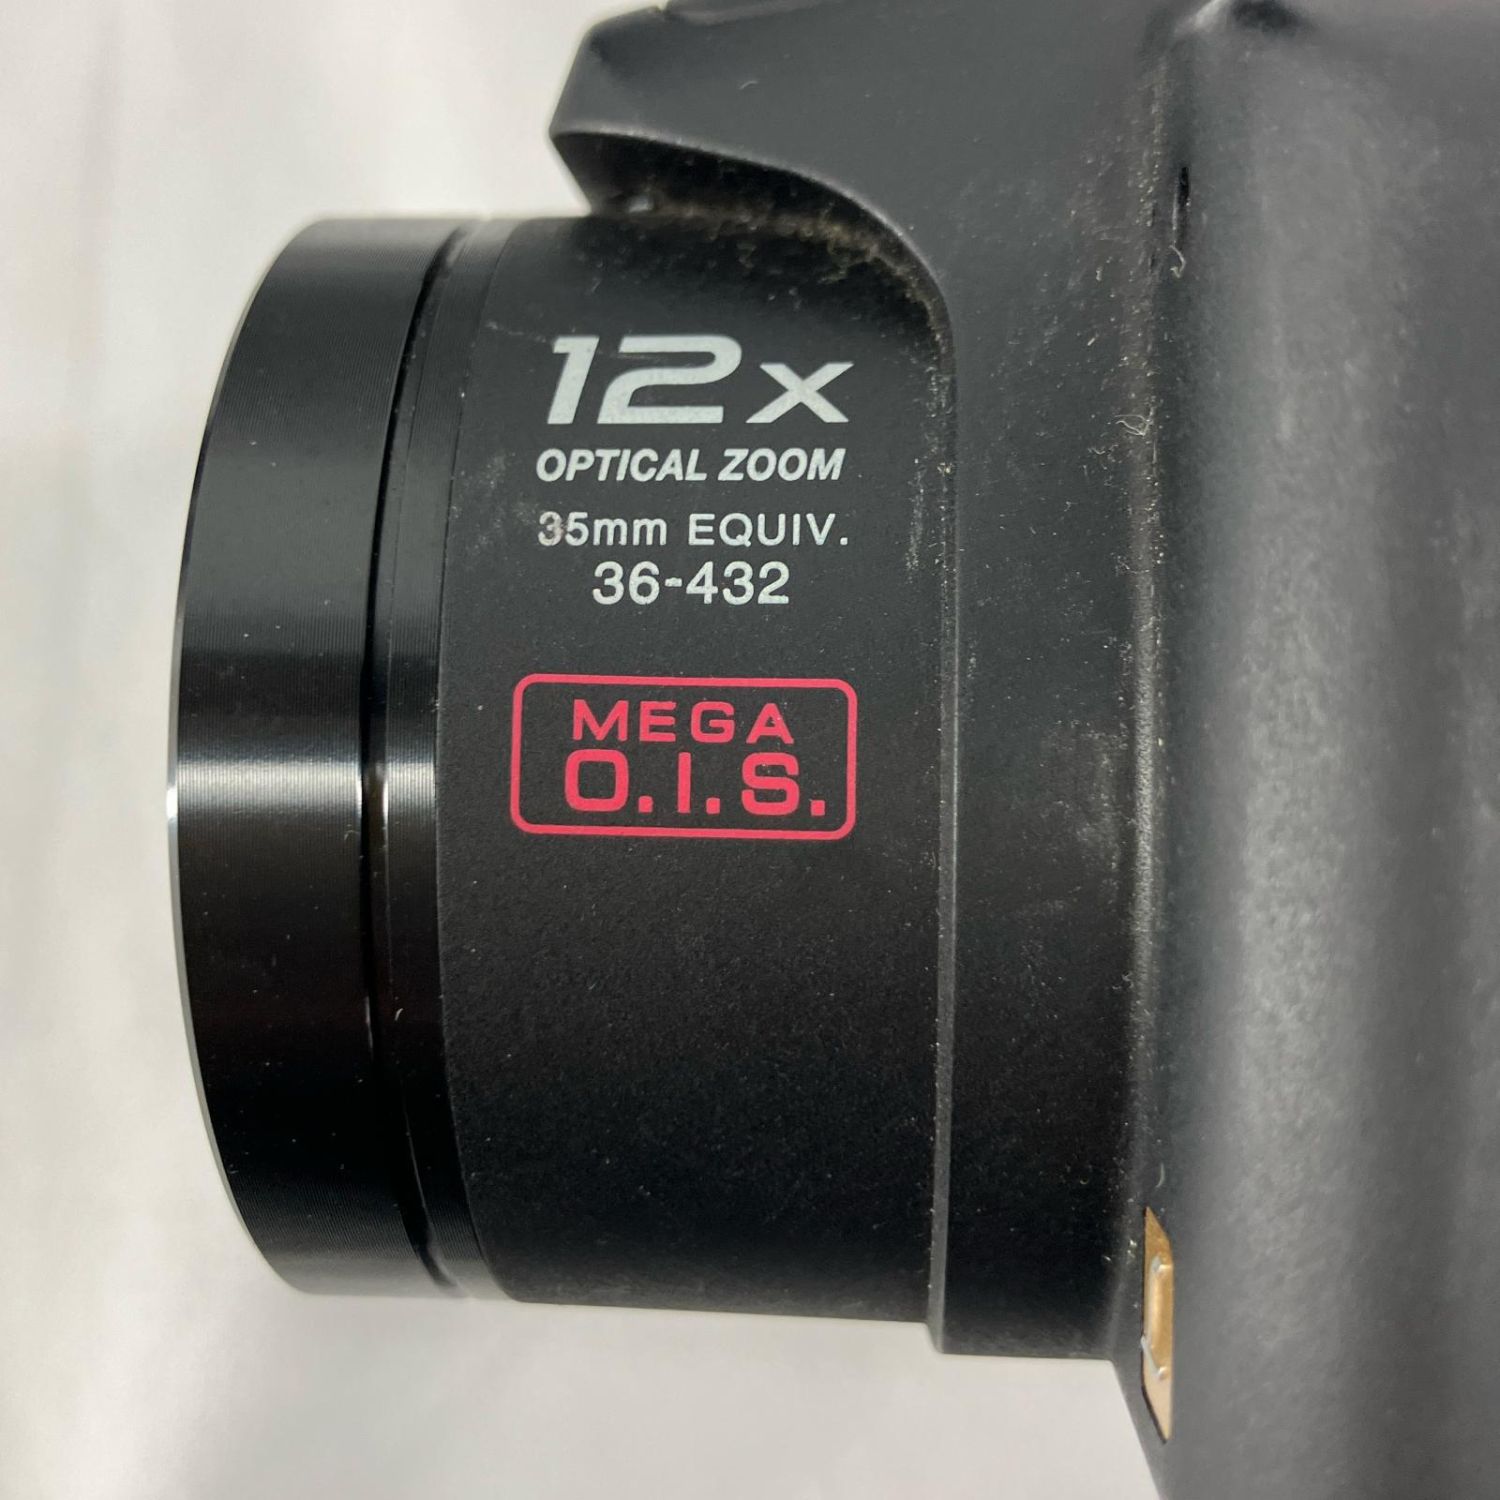 12x
OPTICAL ZOOM
35mm EQUIV.
36-432
MEGA
O.I.S.